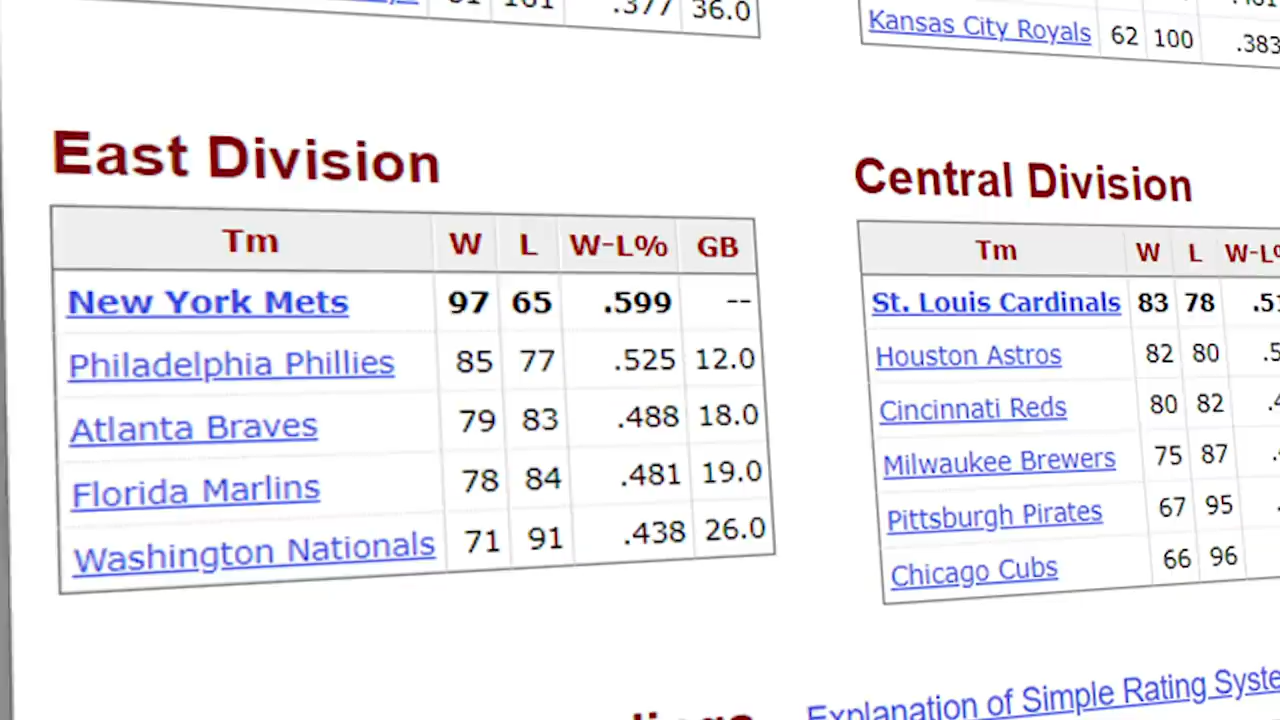 .377 36.0
Kansas City Royals 62 100 .383
East Division
Tm W L W-L% GB
New York Mets 97 65 .599 --
Philadelphia Phillies 85 77 .525 12.0
Atlanta Braves 79 83 .488 18.0
Florida Marlins 78 84 .481 19.0
Washington Nationals 71 91 .438 26.0
Central Division
Tm W L
St. Louis Cardinals 83 78
Houston Astros 82 80
Cincinnati Reds 80 82
Milwaukee Brewers 75 87
Pittsburgh Pirates 67 95
Chicago Cubs 66 96
Explanation of Simple Rating Syste